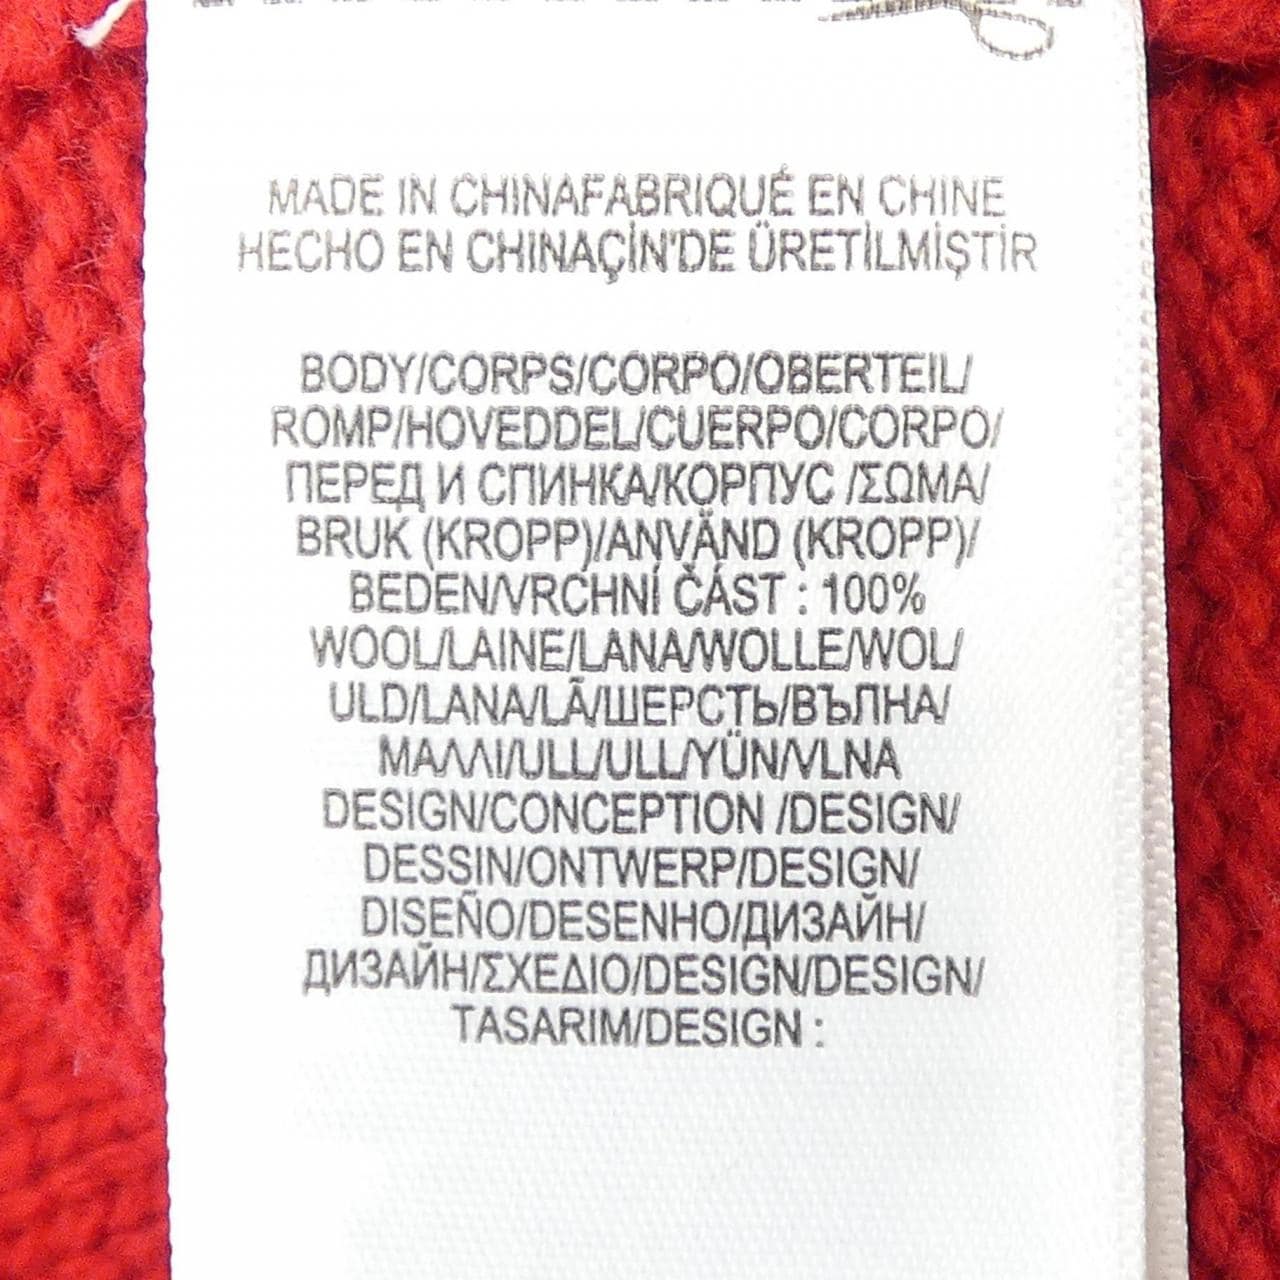 MADE IN CHINAFABRIQUÉ EN CHINE
HECHO EN CHINAÇİN'DE ÜRETİLMİŞTİR
BODY/CORPS/CORPO/OBERTEIL/
ROMP/HOVEDDEL/CUERPO/CORPO/
ПЕРЕД И СПИНКА/КОРПУС /ΣΩΜΑ/
BRUK (KROPP)/ANVÄND (KROPP)/
BEDEN/VRCHNÍ ČÁST : 100%
WOOL/LAINE/LANA/WOLLE/WOL/
ULD/LANA/LÃ/ШЕРСТЬ/ВЪЛНА/
ΜΑΛΛΙ/ULL/ULL/YÜN/VLNA
DESIGN/CONCEPTION /DESIGN/
DESSIN/ONTWERP/DESIGN/
DISEÑO/DESENHO/ДИЗАЙН/
ДИЗАЙН/ΣΧΕΔΙΟ/DESIGN/DESIGN/
TASARIM/DESIGN :